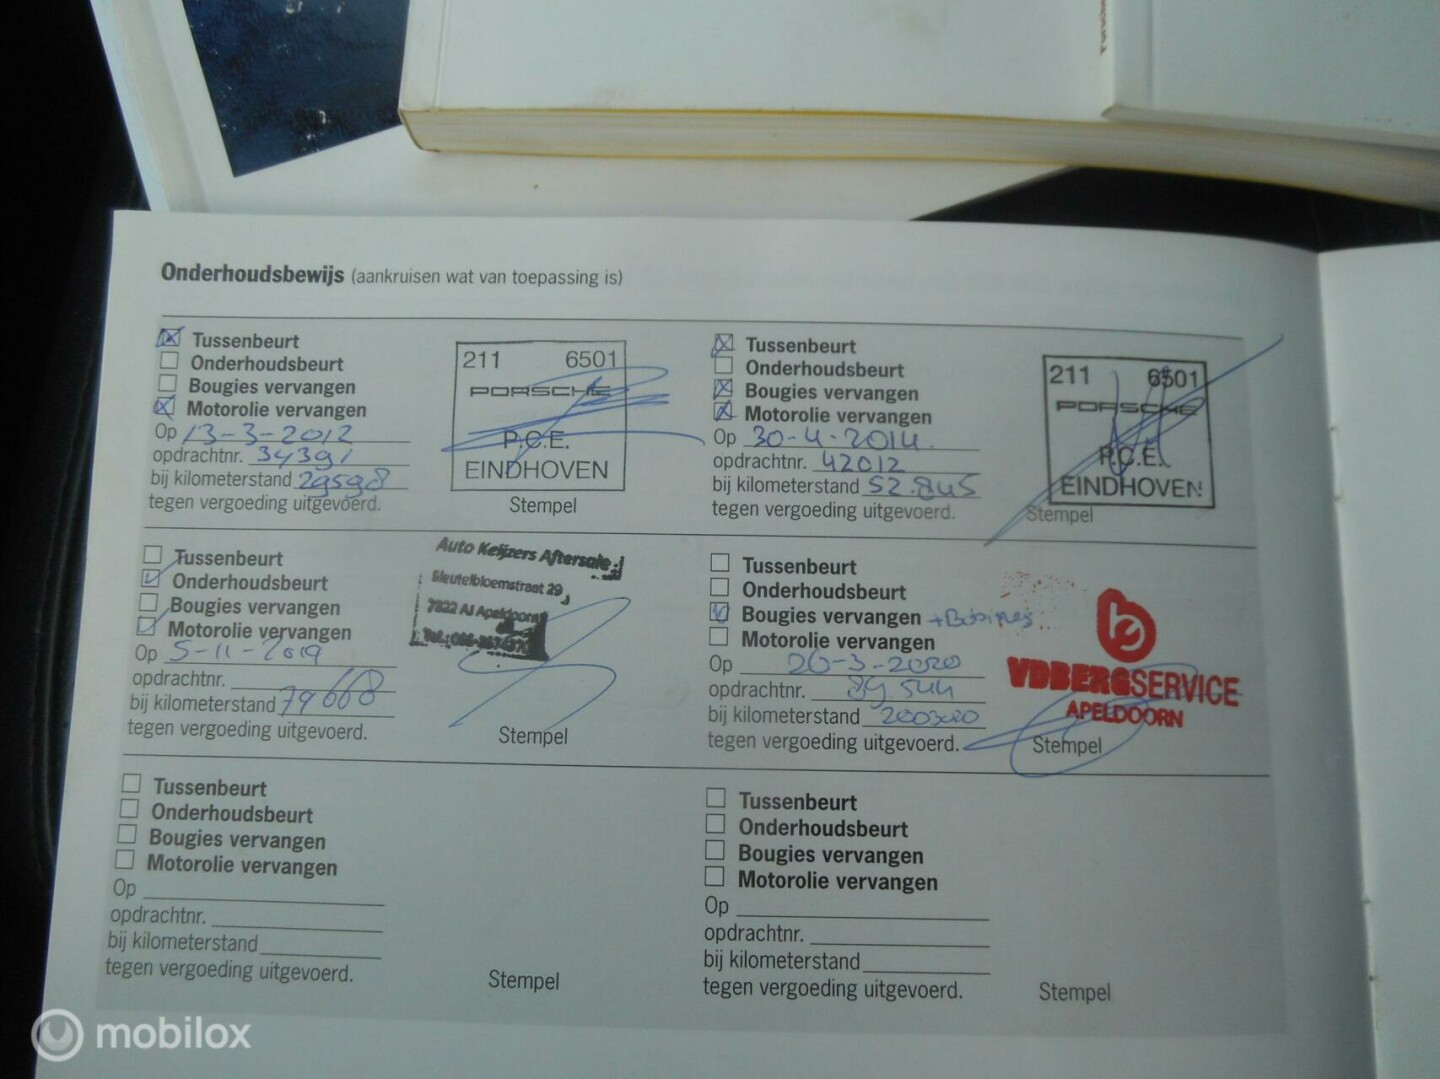 Onderhoudsbewijs (aankruisen wat van toepassing is)
Tussenbeurt
Onderhoudsbeurt
Bougies vervangen
Motorolie vervangen
Op 13-3-2012
opdrachtnr. 34391
bij kilometerstand 29598
tegen vergoeding uitgevoerd.
211 6501
PORSCHE
P.C.E.
EINDHOVEN
Stempel
Tussenbeurt
Onderhoudsbeurt
Bougies vervangen
Motorolie vervangen
Op 30-4-2014
opdrachtnr. 42012
bij kilometerstand 52.845
tegen vergoeding uitgevoerd.
211 6501
PORSCHE
P.C.E.
EINDHOVEN
Stempel
Tussenbeurt
Onderhoudsbeurt
Bougies vervangen
Motorolie vervangen
Op 5-11-2019
opdrachtnr.
bij kilometerstand 79668
tegen vergoeding uitgevoerd.
Auto Keijzers Aftersale
Sleutelbloemstraat 29
7322 AJ Apeldoorn
Stempel
Tussenbeurt
Onderhoudsbeurt
Bougies vervangen
Motorolie vervangen
Op 26-3-2020
opdrachtnr. 89544
bij kilometerstand
tegen vergoeding uitgevoerd.
VDBERGSERVICE
APELDOORN
Stempel
Tussenbeurt
Onderhoudsbeurt
Bougies vervangen
Motorolie vervangen
Op
opdrachtnr.
bij kilometerstand
tegen vergoeding uitgevoerd.
Stempel
Tussenbeurt
Onderhoudsbeurt
Bougies vervangen
Motorolie vervangen
Op
opdrachtnr.
bij kilometerstand
tegen vergoeding uitgevoerd.
Stempel
mobilox